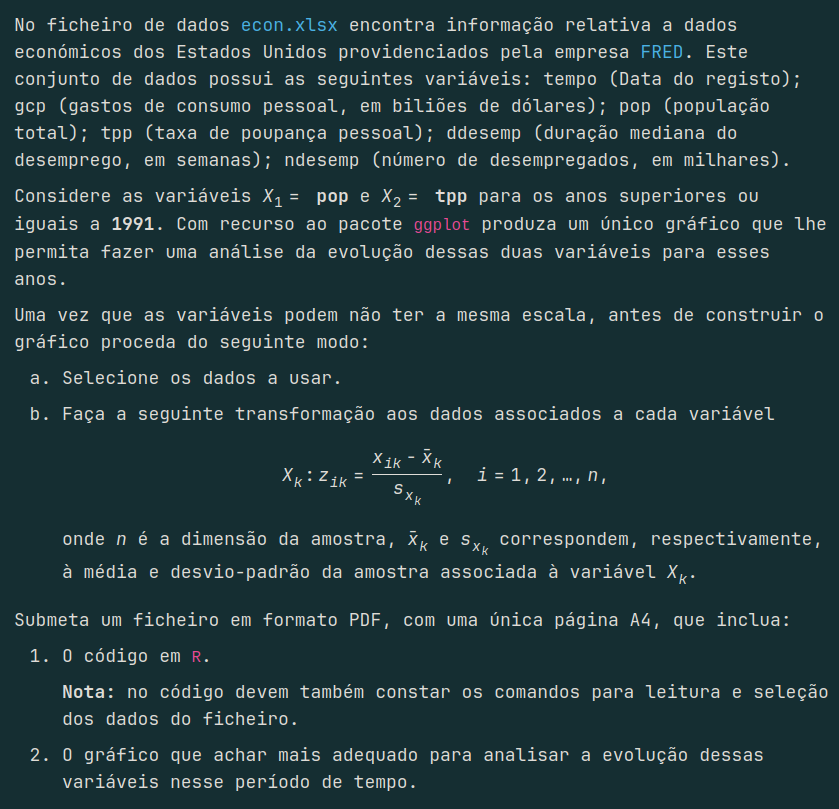 No ficheiro de dados econ.xlsx encontra informação relativa a dados
económicos dos Estados Unidos providenciados pela empresa FRED. Este
conjunto de dados possui as seguintes variáveis: tempo (Data do registo);
gcp (gastos de consumo pessoal, em biliões de dólares); pop (população
total); tpp (taxa de poupança pessoal); ddesemp (duração mediana do
desemprego, em semanas); ndesemp (número de desempregados, em milhares).
Considere as variáveis X₁ = pop e X₂ = tpp para os anos superiores ou
iguais a 1991. Com recurso ao pacote ggplot produza um único gráfico que lhe
permita fazer uma análise da evolução dessas duas variáveis para esses
anos.
Uma vez que as variáveis podem não ter a mesma escala, antes de construir o
gráfico proceda do seguinte modo:
a. Selecione os dados a usar.
b. Faça a seguinte transformação aos dados associados a cada variável
X_k : z_{ik} = \frac{x_{ik} - \bar{x}_k}{s_{x_k}}, i = 1, 2, …, n,
onde n é a dimensão da amostra, \bar{x}_k e s_{x_k} correspondem, respectivamente,
à média e desvio-padrão da amostra associada à variável X_k.
Submeta um ficheiro em formato PDF, com uma única página A4, que inclua:
1. O código em R.
Nota: no código devem também constar os comandos para leitura e seleção
dos dados do ficheiro.
2. O gráfico que achar mais adequado para analisar a evolução dessas
variáveis nesse período de tempo.